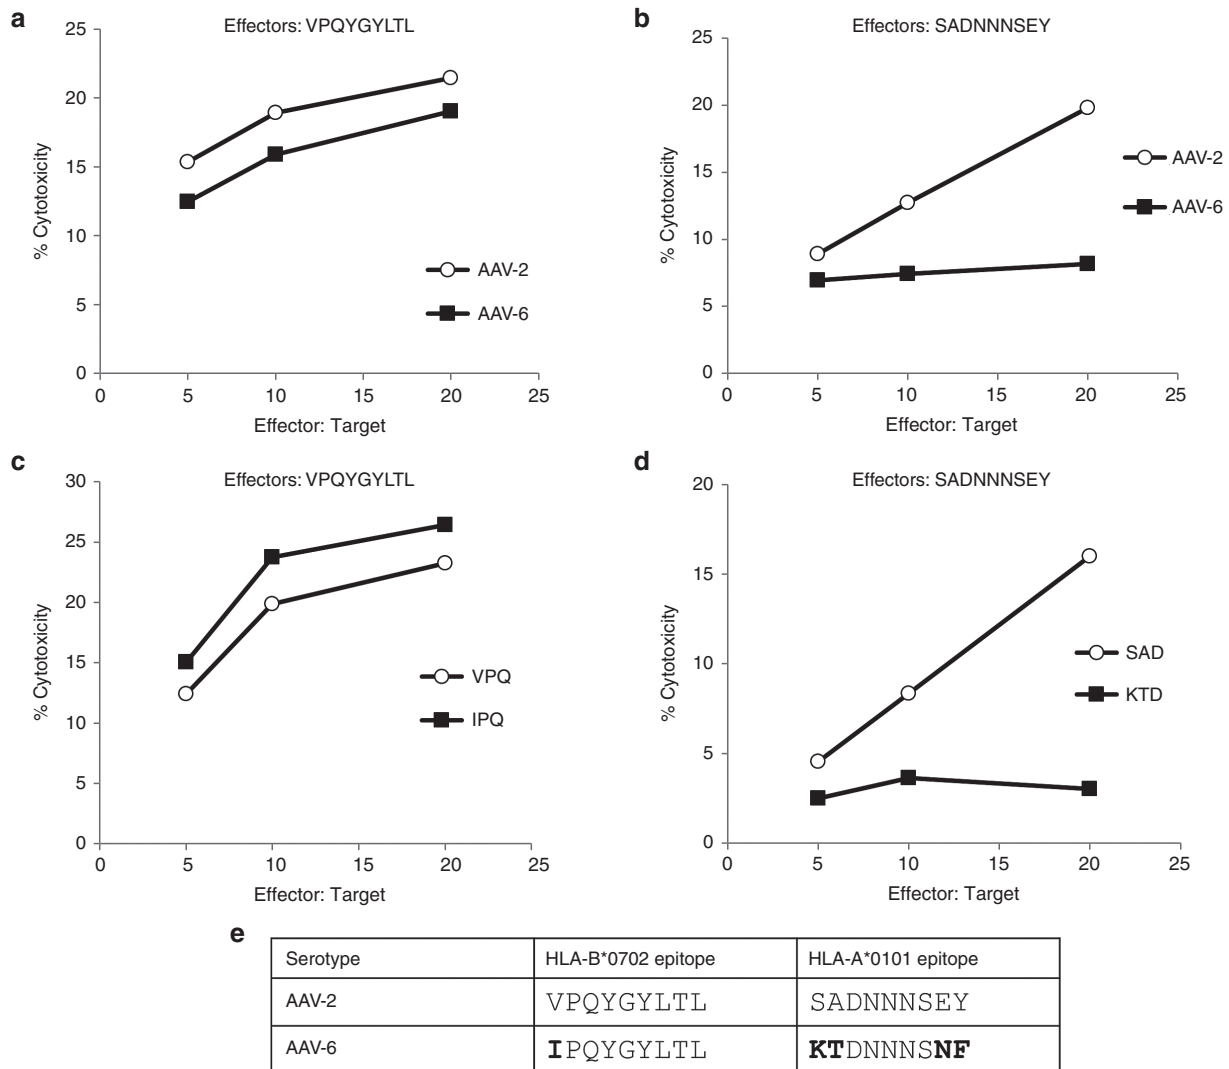 a
Effectors: VPQYGYLTL
25
20
15
10
5
0
% Cytotoxicity
AAV-2
AAV-6
0 5 10 15 20 25
Effector: Target
b
Effectors: SADNNNSEY
25
20
15
10
5
0
% Cytotoxicity
AAV-2
AAV-6
0 5 10 15 20 25
Effector: Target
c
Effectors: VPQYGYLTL
30
25
20
15
10
5
0
% Cytotoxicity
VPQ
IPQ
0 5 10 15 20 25
Effector: Target
d
Effectors: SADNNNSEY
20
15
10
5
0
% Cytotoxicity
SAD
KTD
0 5 10 15 20 25
Effector: Target
e
Serotype HLA-B*0702 epitope HLA-A*0101 epitope
AAV-2 VPQYGYLTL SADNNNSEY
AAV-6 IPQYGYLTL KTDNNNSNF